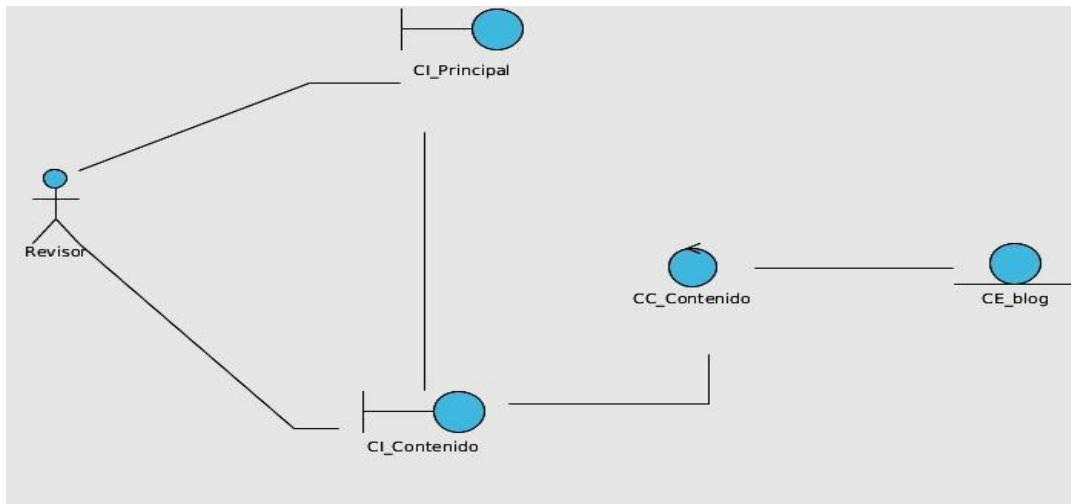 CI_Principal
Revisor
CC_Contenido
CE_blog
CI_Contenido